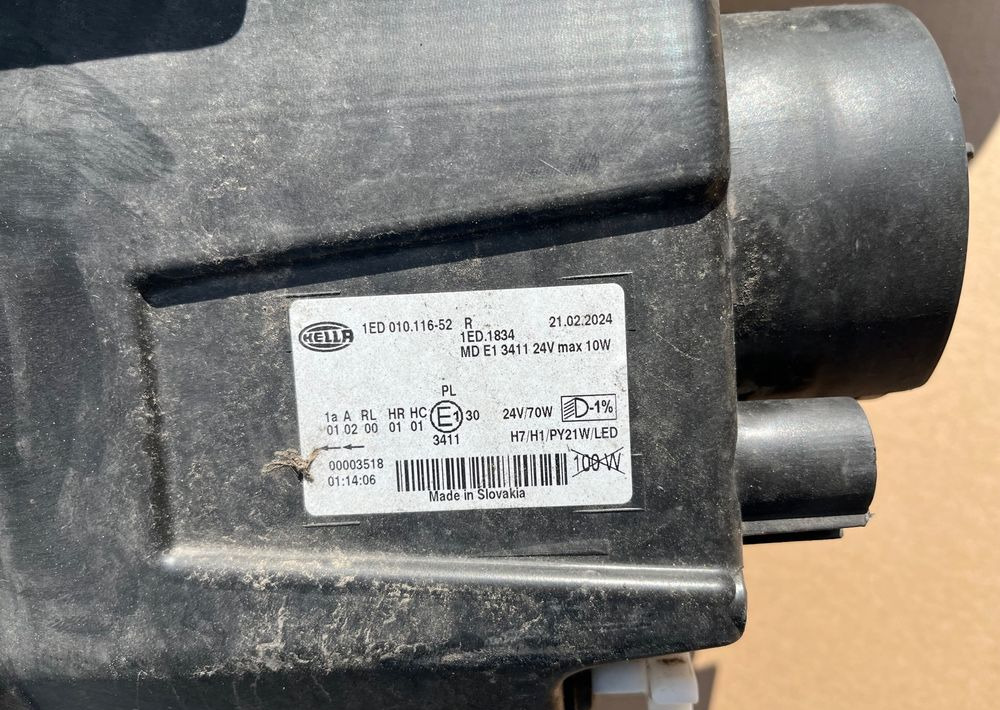 HELLA 1ED 010.116-52 R 21.02.2024
1ED.1834
MD E1 3411 24V max 10W
PL
1a A RL HR HC E1 30 24V/70W D-1%
01 02 00 01 01
3411 H7/H1/PY21W/LED
00003518 100 W
01:14:06
Made in Slovakia